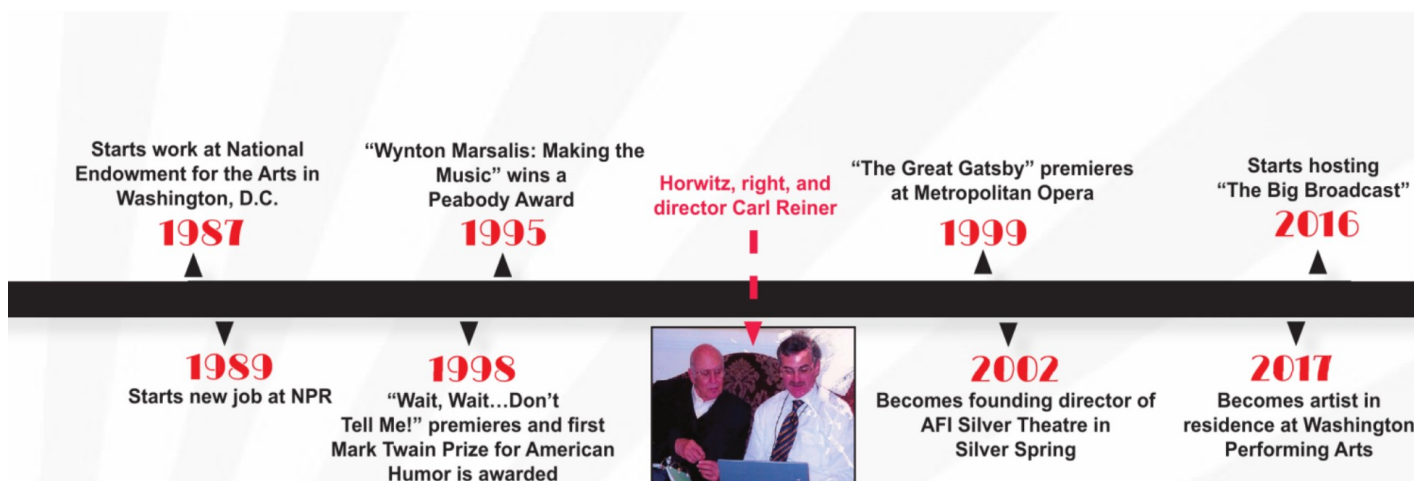 Starts work at National
Endowment for the Arts in
Washington, D.C.
1987
“Wynton Marsalis: Making the
Music” wins a
Peabody Award
1995
Horwitz, right, and
director Carl Reiner
“The Great Gatsby” premieres
at Metropolitan Opera
1999
Starts hosting
“The Big Broadcast”
2016
1989
Starts new job at NPR
1998
“Wait, Wait…Don’t
Tell Me!” premieres and first
Mark Twain Prize for American
Humor is awarded
2002
Becomes founding director of
AFI Silver Theatre in
Silver Spring
2017
Becomes artist in
residence at Washington
Performing Arts